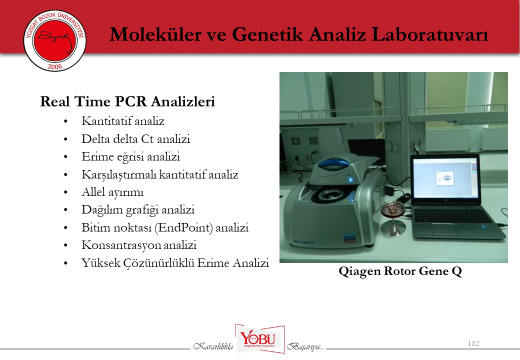 YOZGAT BOZOK ÜNİVERSİTESİ
Bozok
2006
Moleküler ve Genetik Analiz Laboratuvarı
Real Time PCR Analizleri
• Kantitatif analiz
• Delta delta Ct analizi
• Erime eğrisi analizi
• Karşılaştırmalı kantitatif analiz
• Allel ayırımı
• Dağılım grafiği analizi
• Bitim noktası (EndPoint) analizi
• Konsantrasyon analizi
• Yüksek Çözünürlüklü Erime Analizi
Qiagen Rotor Gene Q
Kararlılıkla
YOBÜ
Başarıya...
102